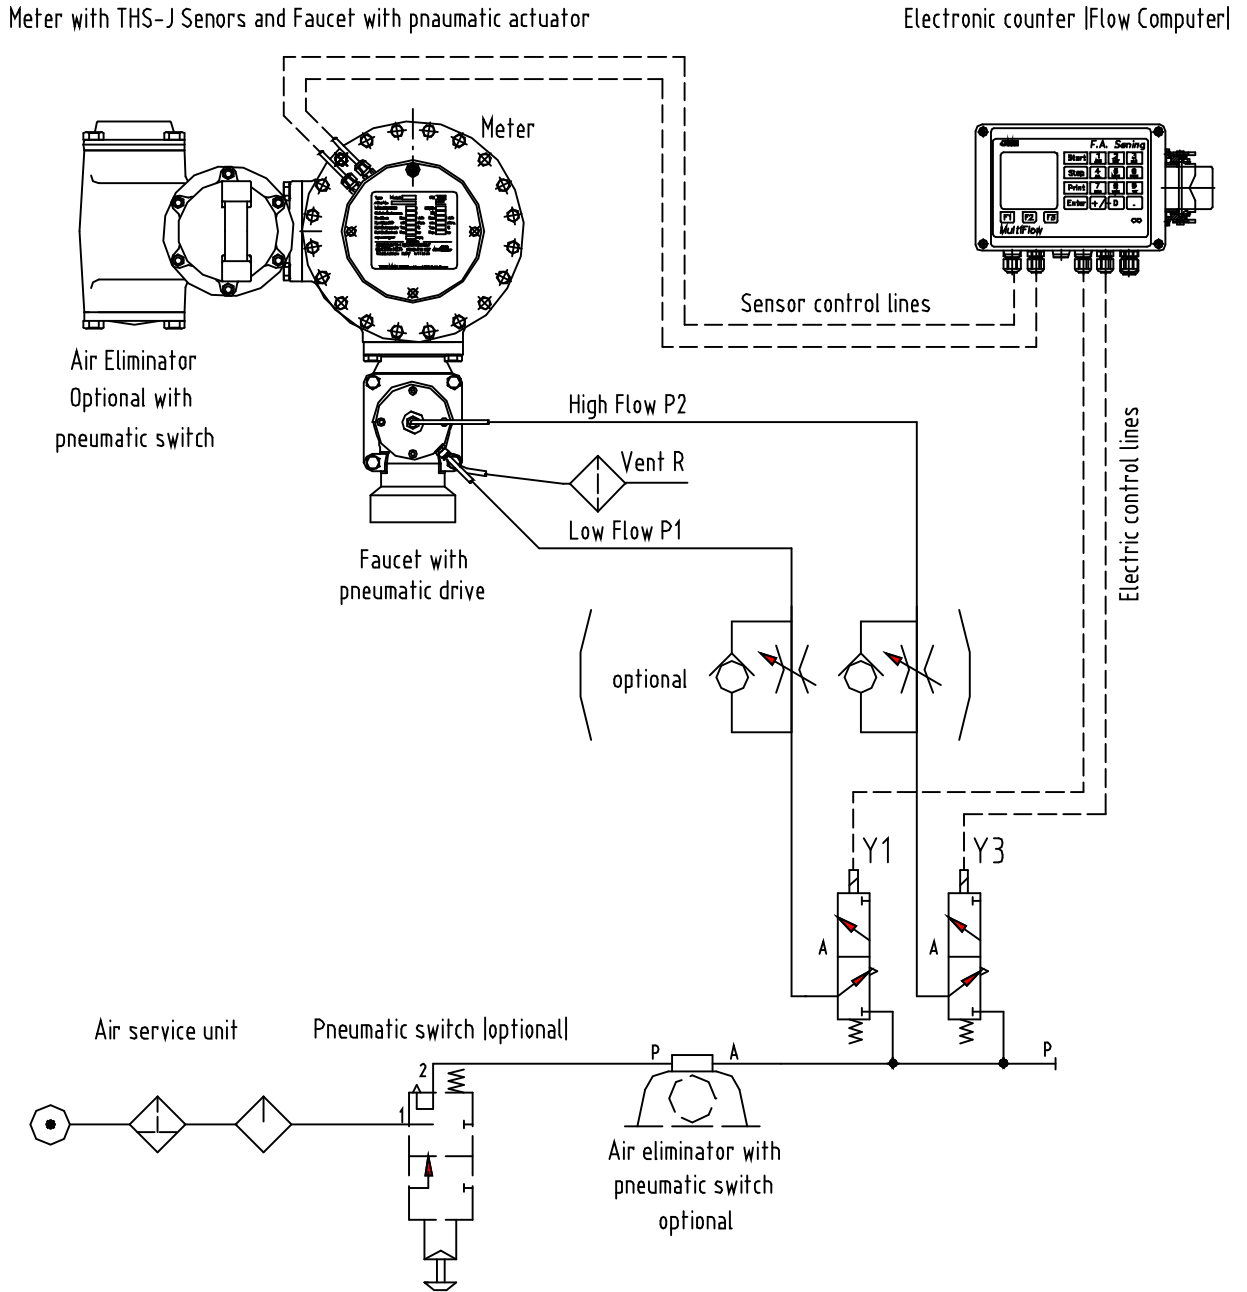 Meter with THS-J Senors and Faucet with pnaumatic actuator
Electronic counter |Flow Computer|
Meter
F.A. Sening
Start
Stop
Print
Enter
F1 F2 F3
MultiFlow
Sensor control lines
Air Eliminator
Optional with
pneumatic switch
High Flow P2
Vent R
Low Flow P1
Electric control lines
Faucet with
pneumatic drive
optional
Y1
Y3
A
A
Air service unit
Pneumatic switch |optional|
P
A
P
2
1
Air eliminator with
pneumatic switch
optional